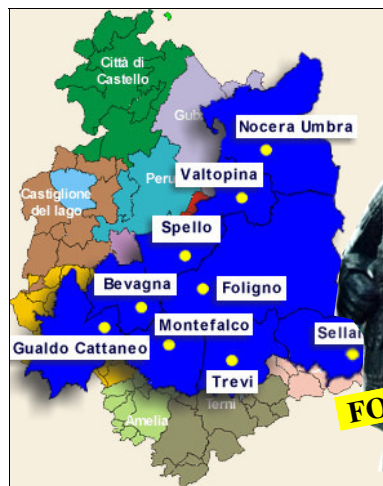 Città di
Castello
Gub
Nocera Umbra
Peru
Valtopina
Castiglione
del lago
Spello
Bevagna
Foligno
Montefalco
Gualdo Cattaneo
Sellar
Trevi
Terni
Amelia
FO